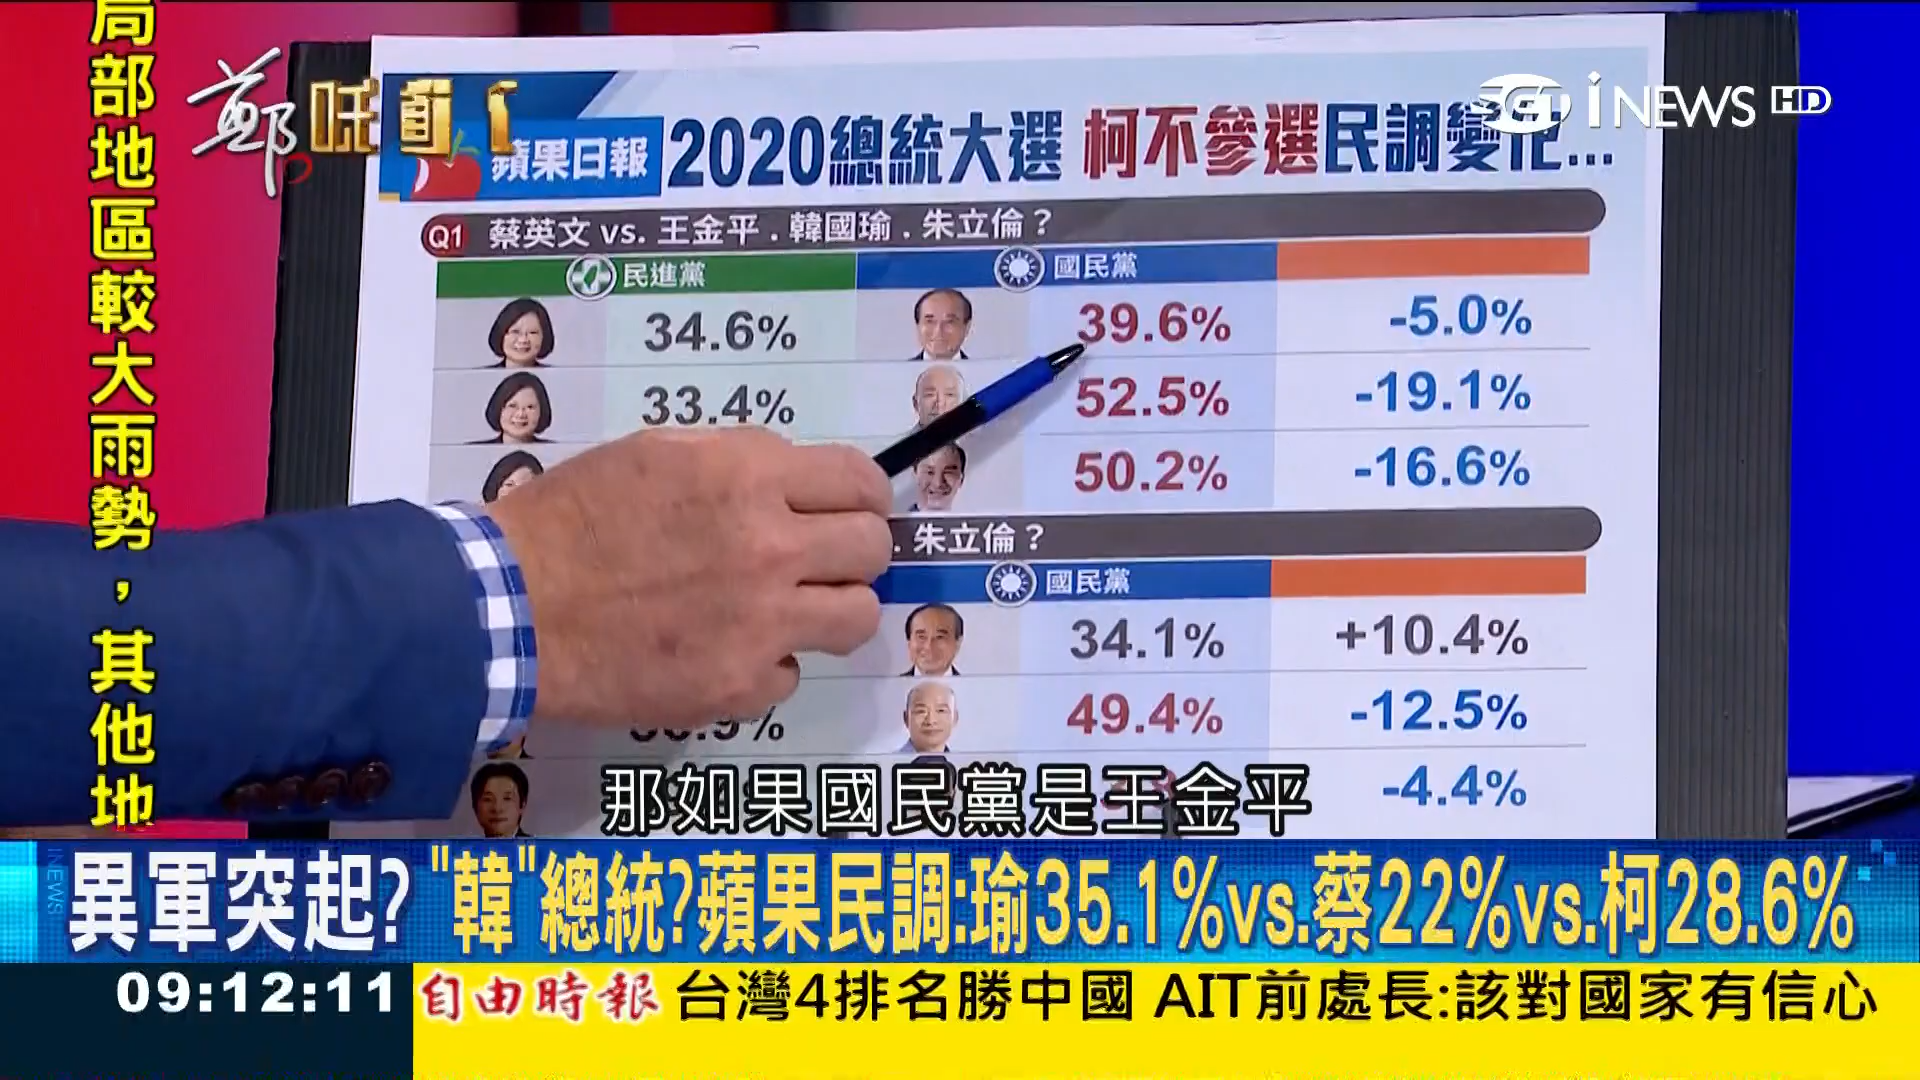 局部地區較大雨勢，其他地
鄭
iNEWS HD
蘋果日報
2020總統大選 柯不參選民調變化...
Q1 蔡英文 vs. 王金平 . 韓國瑜 . 朱立倫？
民進黨 國民黨
34.6% 39.6% -5.0%
33.4% 52.5% -19.1%
50.2% -16.6%
. 朱立倫？
國民黨
34.1% +10.4%
49.4% -12.5%
-4.4%
那如果國民黨是王金平
iNEWS
異軍突起?"韓"總統?蘋果民調:瑜35.1%vs.蔡22%vs.柯28.6%
09:12:11 自由時報 台灣4排名勝中國 AIT前處長:該對國家有信心